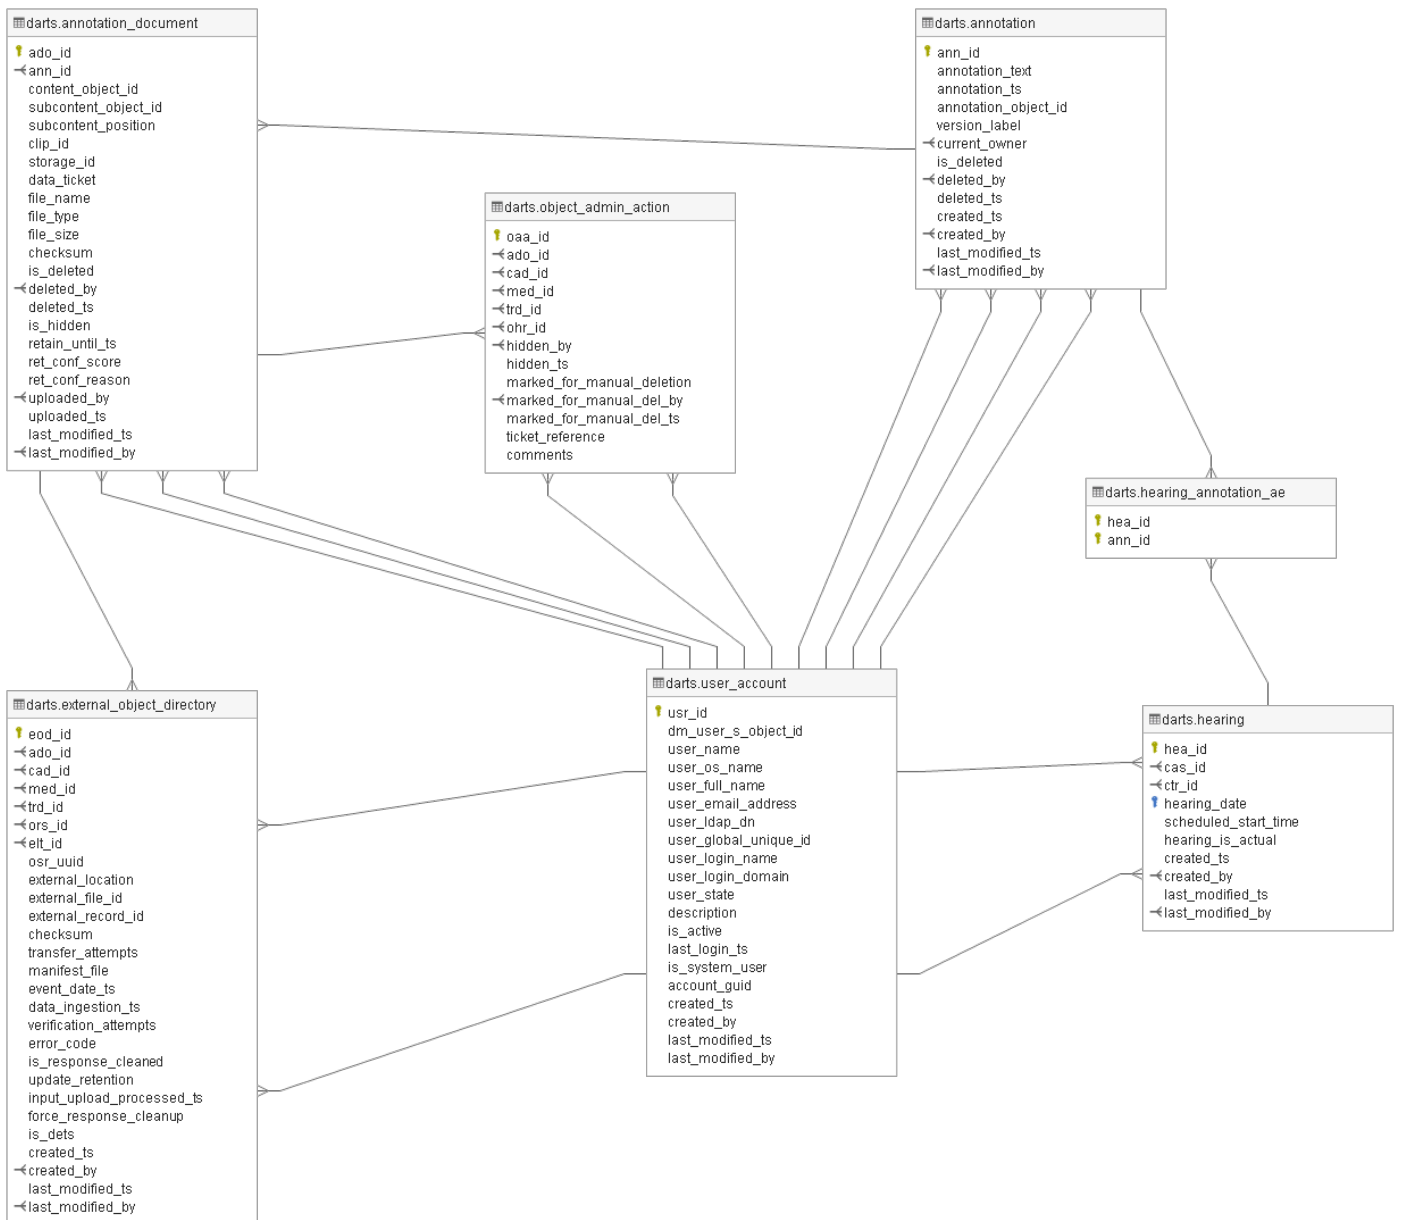 darts.annotation_document
ado_id
ann_id
content_object_id
subcontent_object_id
subcontent_position
clip_id
storage_id
data_ticket
file_name
file_type
file_size
checksum
is_deleted
deleted_by
deleted_ts
is_hidden
retain_until_ts
ret_conf_score
ret_conf_reason
uploaded_by
uploaded_ts
last_modified_ts
last_modified_by
darts.annotation
ann_id
annotation_text
annotation_ts
annotation_object_id
version_label
current_owner
is_deleted
deleted_by
deleted_ts
created_ts
created_by
last_modified_ts
last_modified_by
darts.object_admin_action
oaa_id
ado_id
cad_id
med_id
trd_id
ohr_id
hidden_by
hidden_ts
marked_for_manual_deletion
marked_for_manual_del_by
marked_for_manual_del_ts
ticket_reference
comments
darts.hearing_annotation_ae
hea_id
ann_id
darts.external_object_directory
eod_id
ado_id
cad_id
med_id
trd_id
ors_id
elt_id
osr_uuid
external_location
external_file_id
external_record_id
checksum
transfer_attempts
manifest_file
event_date_ts
data_ingestion_ts
verification_attempts
error_code
is_response_cleaned
update_retention
input_upload_processed_ts
force_response_cleanup
is_dets
created_ts
created_by
last_modified_ts
last_modified_by
darts.user_account
usr_id
dm_user_s_object_id
user_name
user_os_name
user_full_name
user_email_address
user_ldap_dn
user_global_unique_id
user_login_name
user_login_domain
user_state
description
is_active
last_login_ts
is_system_user
account_guid
created_ts
created_by
last_modified_ts
last_modified_by
darts.hearing
hea_id
cas_id
ctr_id
hearing_date
scheduled_start_time
hearing_is_actual
created_ts
created_by
last_modified_ts
last_modified_by